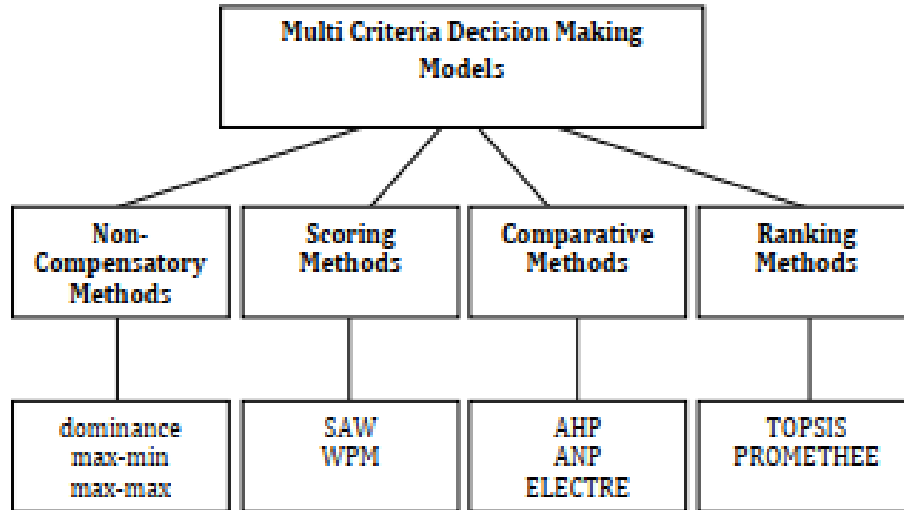 Multi Criteria Decision Making
Models
Non-
Compensatory
Methods
Scoring
Methods
Comparative
Methods
Ranking
Methods
dominance
max-min
max-max
SAW
WPM
AHP
ANP
ELECTRE
TOPSIS
PROMETHEE